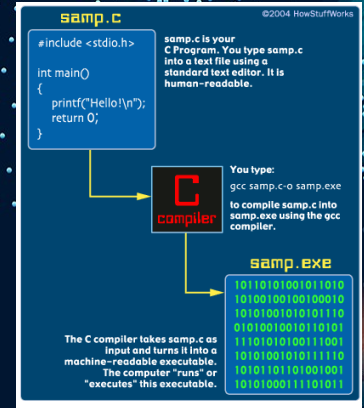 samp.c
©2004 HowStuffWorks
#include <stdio.h>
int main()
{
printf("Hello!\n");
return 0;
}
samp.c is your
C Program. You type samp.c
into a text file using a
standard text editor. It is
human-readable.
C
compiler
You type:
gcc samp.c-o samp.exe
to compile samp.c into
samp.exe using the gcc
compiler.
samp.exe
The C compiler takes samp.c as
input and turns it into a
machine-readable executable.
The computer "runs" or
"executes" this executable.
10110101001011010
10100100100100010
10100100101010110
01010010010110101
11101010100111001
10100100101011110
10101101101001001
10101000111101011